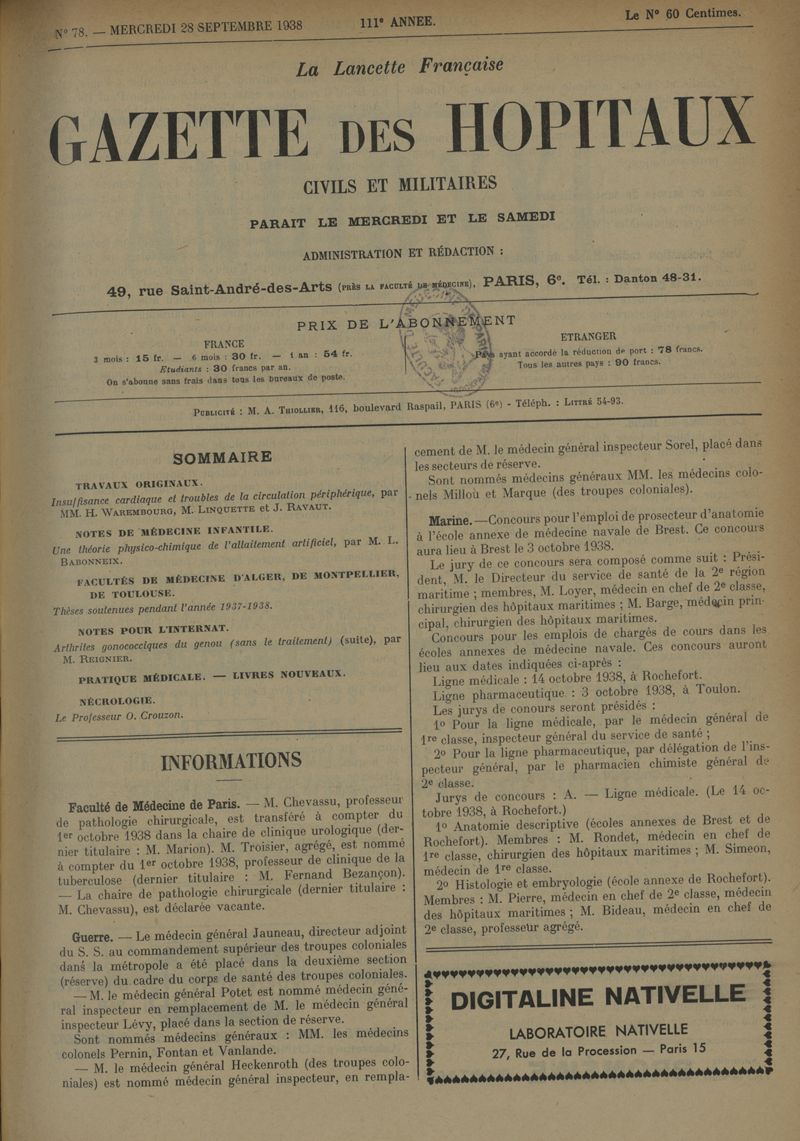 N° 78. — MERCREDI 28 SEPTEMBRE 1938
111e ANNEE.
Le N° 60 Centimes.
La Lancette Française
GAZETTE DES HOPITAUX
CIVILS ET MILITAIRES
PARAIT LE MERCREDI ET LE SAMEDI
ADMINISTRATION ET RÉDACTION :
49, rue Saint-André-des-Arts (PRÈS LA FACULTÉ DE MÉDECINE), PARIS, 6e. Tél. : Danton 48-31.
PRIX DE L'ABONNEMENT
FRANCE
3 mois : 15 fr. — 6 mois : 30 fr. — 1 an : 54 fr.
Etudiants : 30 francs par an.
On s'abonne sans frais dans tous les bureaux de poste.
ETRANGER
Pays ayant accordé la réduction de port : 78 francs.
Tous les autres pays : 90 francs.
PUBLICITÉ : M. A. THIOLLIER, 116, boulevard Raspail, PARIS (6e) - Téléph. : LITTRÉ 54-93.
SOMMAIRE
TRAVAUX ORIGINAUX.
Insuffisance cardiaque et troubles de la circulation périphérique, par
MM. H. WAREMBOURG, M. LINQUETTE et J. RAVAUT.
NOTES DE MÉDECINE INFANTILE.
Une théorie physico-chimique de l'allaitement artificiel, par M. L.
BABONNEIX.
FACULTÉS DE MÉDECINE D'ALGER, DE MONTPELLIER,
DE TOULOUSE.
Thèses soutenues pendant l'année 1937-1938.
NOTES POUR L'INTERNAT.
Arthrites gonococciques du genou (sans le traitement) (suite), par
M. REIGNIER.
PRATIQUE MÉDICALE. — LIVRES NOUVEAUX.
NÉCROLOGIE.
Le Professeur O. Crouzon.
INFORMATIONS
Faculté de Médecine de Paris. — M. Chevassu, professeur
de pathologie chirurgicale, est transféré à compter du
1er octobre 1938 dans la chaire de clinique urologique (der-
nier titulaire : M. Marion). M. Troisier, agrégé, est nommé
à compter du 1er octobre 1938, professeur de clinique de la
tuberculose (dernier titulaire : M. Fernand Bezançon).
— La chaire de pathologie chirurgicale (dernier titulaire :
M. Chevassu), est déclarée vacante.
Guerre. — Le médecin général Jauneau, directeur adjoint
du S. S. au commandement supérieur des troupes coloniales
dans la métropole a été placé dans la deuxième section
(réserve) du cadre du corps de santé des troupes coloniales.
— M. le médecin général Potet est nommé médecin géné-
ral inspecteur en remplacement de M. le médecin général
inspecteur Lévy, placé dans la section de réserve.
Sont nommés médecins généraux : MM. les médecins
colonels Pernin, Fontan et Vanlande.
— M. le médecin général Heckenroth (des troupes colo-
niales) est nommé médecin général inspecteur, en rempla-
cement de M. le médecin général inspecteur Sorel, placé dans
les secteurs de réserve.
Sont nommés médecins généraux MM. les médecins colo-
nels Millou et Marque (des troupes coloniales).
Marine. — Concours pour l'emploi de prosecteur d'anatomie
à l'école annexe de médecine navale de Brest. Ce concours
aura lieu à Brest le 3 octobre 1938.
Le jury de ce concours sera composé comme suit : Prési-
dent, M. le Directeur du service de santé de la 2e région
maritime ; membres, M. Loyer, médecin en chef de 2e classe,
chirurgien des hôpitaux maritimes ; M. Barge, médecin prin-
cipal, chirurgien des hôpitaux maritimes.
Concours pour les emplois de chargés de cours dans les
écoles annexes de médecine navale. Ces concours auront
lieu aux dates indiquées ci-après :
Ligne médicale : 14 octobre 1938, à Rochefort.
Ligne pharmaceutique : 3 octobre 1938, à Toulon.
Les jurys de conours seront présidés :
1° Pour la ligne médicale, par le médecin général de
1re classe, inspecteur général du service de santé ;
2° Pour la ligne pharmaceutique, par délégation de l'ins-
pecteur général, par le pharmacien chimiste général de
2e classe.
Jurys de concours : A. — Ligne médicale. (Le 14 oc-
tobre 1938, à Rochefort.)
1° Anatomie descriptive (écoles annexes de Brest et de
Rochefort). Membres : M. Rondet, médecin en chef de
1re classe, chirurgien des hôpitaux maritimes ; M. Simeon,
médecin de 1re classe.
2° Histologie et embryologie (école annexe de Rochefort).
Membres : M. Pierre, médecin en chef de 2e classe, médecin
des hôpitaux maritimes ; M. Bideau, médecin en chef de
2e classe, professeur agrégé.
DIGITALINE NATIVELLE
LABORATOIRE NATIVELLE
27, Rue de la Procession — Paris 15